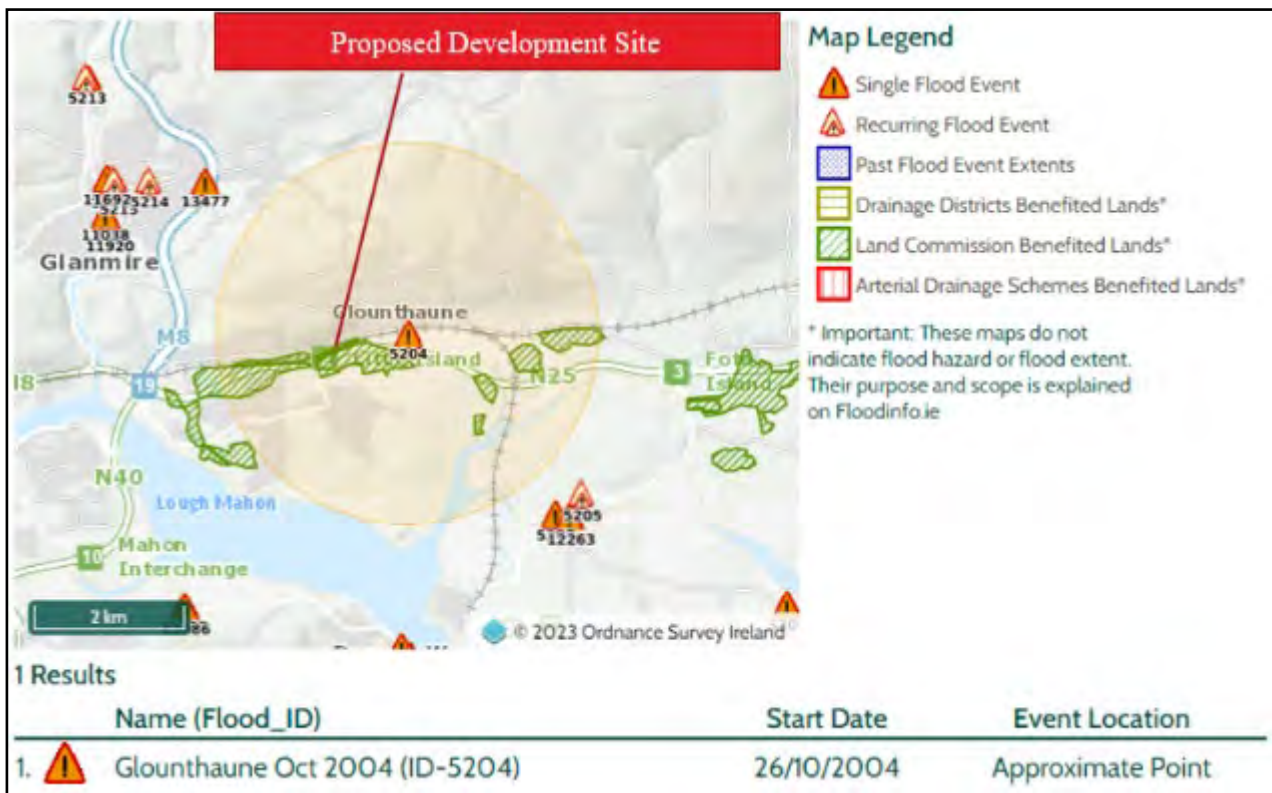 Proposed Development Site
5213
11692
5213
5214
13477
11038
11920
Glanmire
M8
Glounthaune
5204
Island
N25
Island
3
19
N40
Lough Mahon
10
Mahon
Interchange
5205
12263
2 km
© 2023 Ordnance Survey Ireland
Map Legend
Single Flood Event
Recurring Flood Event
Past Flood Event Extents
Drainage Districts Benefited Lands*
Land Commission Benefited Lands*
Arterial Drainage Schemes Benefited Lands*
* Important: These maps do not
indicate flood hazard or flood extent.
Their purpose and scope is explained
on Floodinfo.ie
1 Results
Name (Flood_ID) Start Date Event Location
1. Glounthaune Oct 2004 (ID-5204) 26/10/2004 Approximate Point